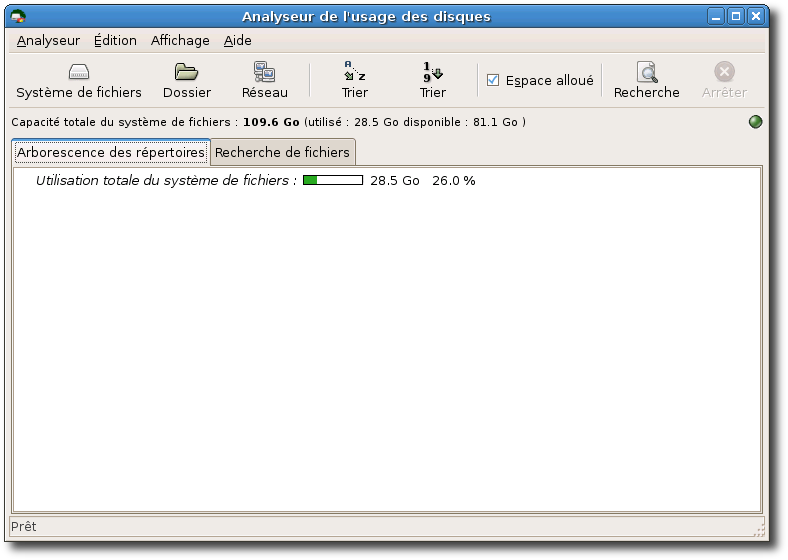 Analyseur de l'usage des disques
Analyseur Édition Affichage Aide
Système de fichiers Dossier Réseau Trier Trier Espace alloué Recherche Arrêter
Capacité totale du système de fichiers : 109.6 Go (utilisé : 28.5 Go disponible : 81.1 Go )
Arborescence des répertoires Recherche de fichiers
Utilisation totale du système de fichiers : 28.5 Go 26.0 %
Prêt